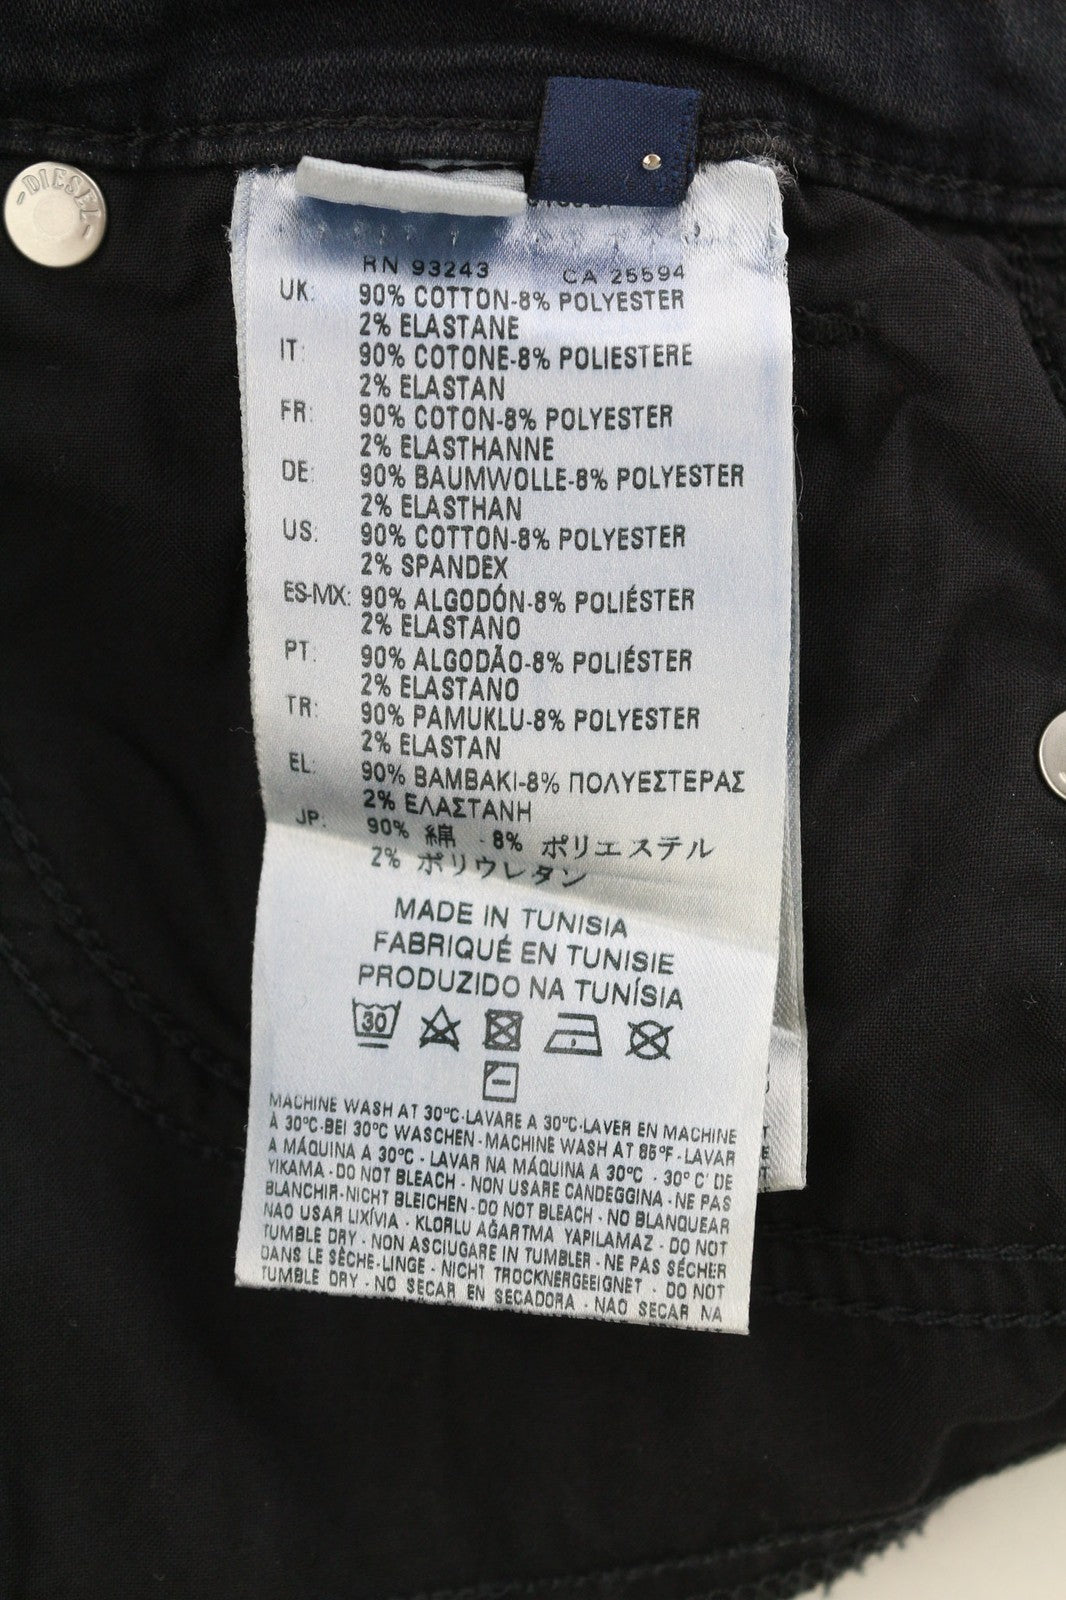 -DIESEL-
RN 93243 CA 25594
UK: 90% COTTON-8% POLYESTER
2% ELASTANE
IT: 90% COTONE-8% POLIESTERE
2% ELASTAN
FR: 90% COTON-8% POLYESTER
2% ELASTHANNE
DE: 90% BAUMWOLLE-8% POLYESTER
2% ELASTHAN
US: 90% COTTON-8% POLYESTER
2% SPANDEX
ES-MX: 90% ALGODÓN-8% POLIÉSTER
2% ELASTANO
PT: 90% ALGODÃO-8% POLIÉSTER
2% ELASTANO
TR: 90% PAMUKLU-8% POLYESTER
2% ELASTAN
EL: 90% ΒΑΜΒΑΚΙ-8% ΠΟΛΥΕΣΤΕΡΑΣ
2% ΕΛΑΣΤΑΝΗ
JP: 90% 綿 - 8% ポリエステル
2% ポリウレタン
MADE IN TUNISIA
FABRIQUÉ EN TUNISIE
PRODUZIDO NA TUNÍSIA
30
MACHINE WASH AT 30°C-LAVARE A 30°C-LAVER EN MACHINE
À 30°C-BEI 30°C WASCHEN - MACHINE WASH AT 86°F - LAVAR
A MÁQUINA A 30°C - LAVAR NA MÁQUINA A 30°C - 30° C' DE
YIKAMA - DO NOT BLEACH - NON USARE CANDEGGINA - NE PAS
BLANCHIR-NICHT BLEICHEN-DO NOT BLEACH - NO BLANQUEAR
NAO USAR LIXÍVIA - KLORLU AĞARTMA YAPILAMAZ - DO NOT
TUMBLE DRY - NON ASCIUGARE IN TUMBLER - NE PAS SÉCHER
DANS LE SÈCHE-LINGE - NICHT TROCKNERGEEIGNET - DO NOT
TUMBLE DRY - NO SECAR EN SECADORA - NAO SECAR NA